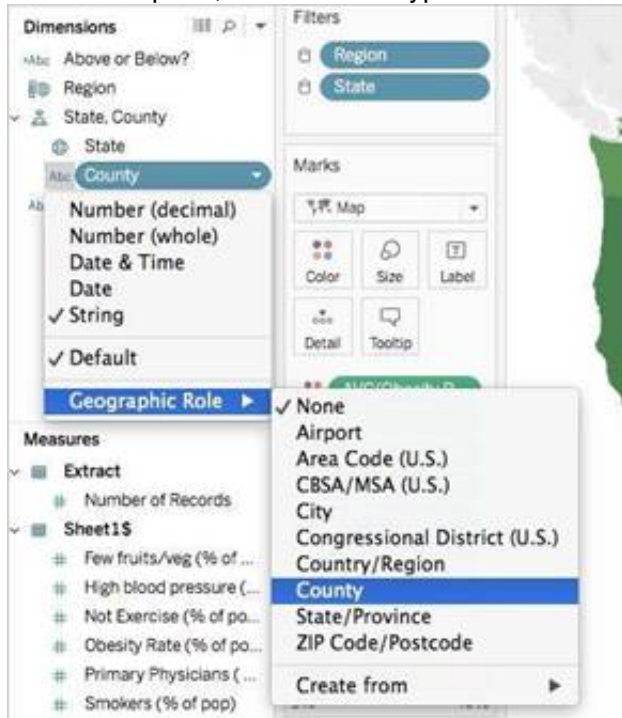 Dimensions
Abc Above or Below?
Region
State, County
State
Abc County
Ab
Number (decimal)
Number (whole)
Date & Time
Date
✓ String
✓ Default
Geographic Role
Measures
Extract
# Number of Records
Sheet1$
# Few fruits/veg (% of ...
# High blood pressure (...
# Not Exercise (% of po...
# Obesity Rate (% of po...
# Primary Physicians (...
# Smokers (% of pop)
Filters
Region
State
Marks
Map
Color
Size
Label
Detail
Tooltip
✓ None
Airport
Area Code (U.S.)
CBSA/MSA (U.S.)
City
Congressional District (U.S.)
Country/Region
County
State/Province
ZIP Code/Postcode
Create from